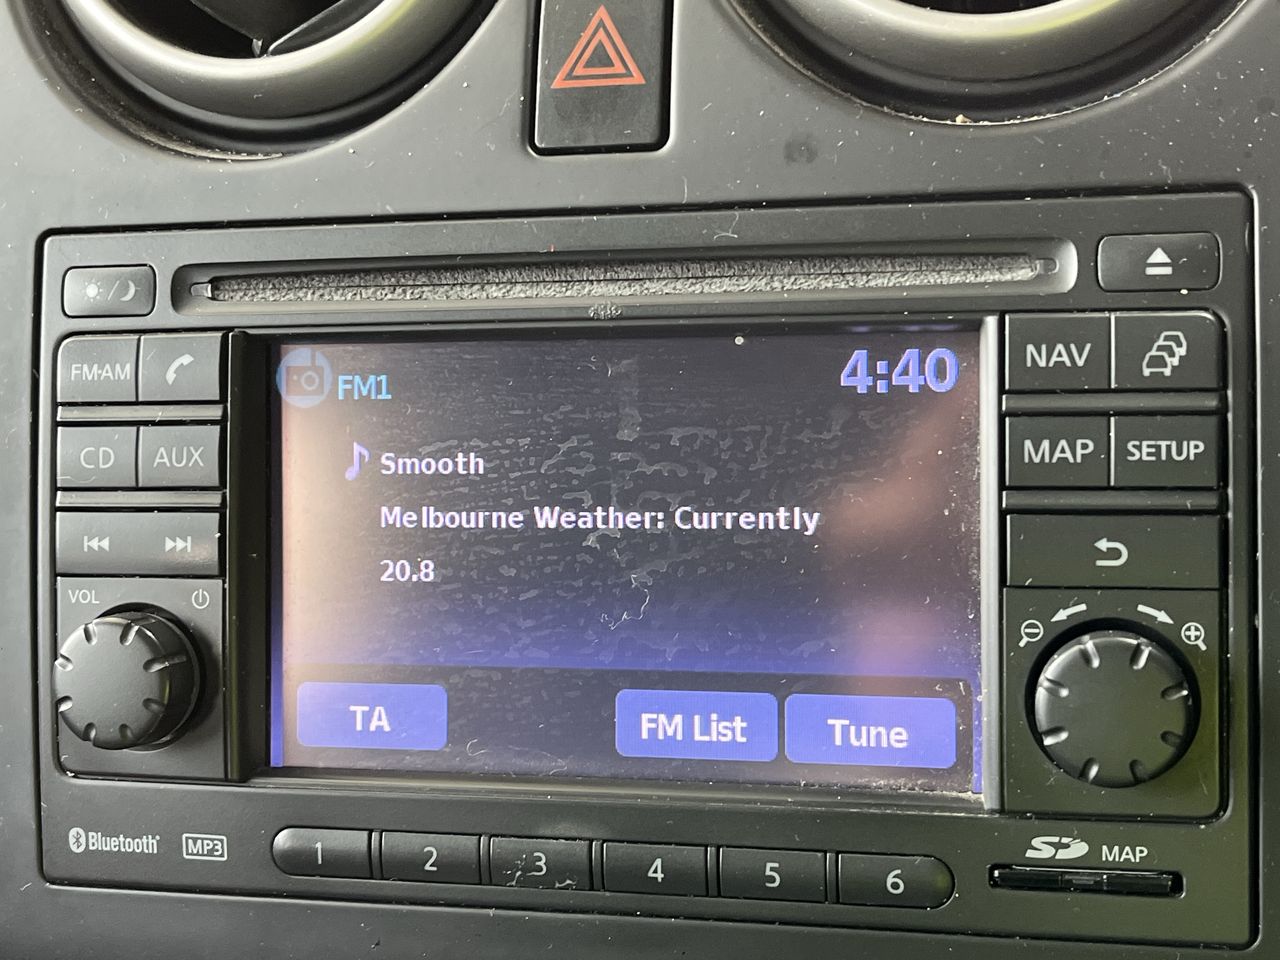 FM·AM
CD
AUX
VOL
FM1
4:40
Smooth
Melbourne Weather: Currently
20.8
TA
FM List
Tune
NAV
MAP
SETUP
Bluetooth
MP3
1
2
3
4
5
6
SD
MAP